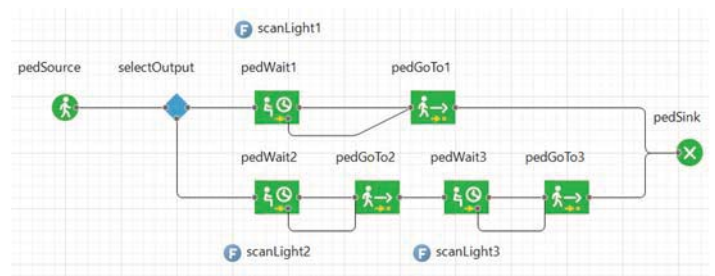 scanLight1
pedSource selectOutput pedWait1 pedGoTo1
pedSink
pedWait2 pedGoTo2 pedWait3 pedGoTo3
scanLight2 scanLight3